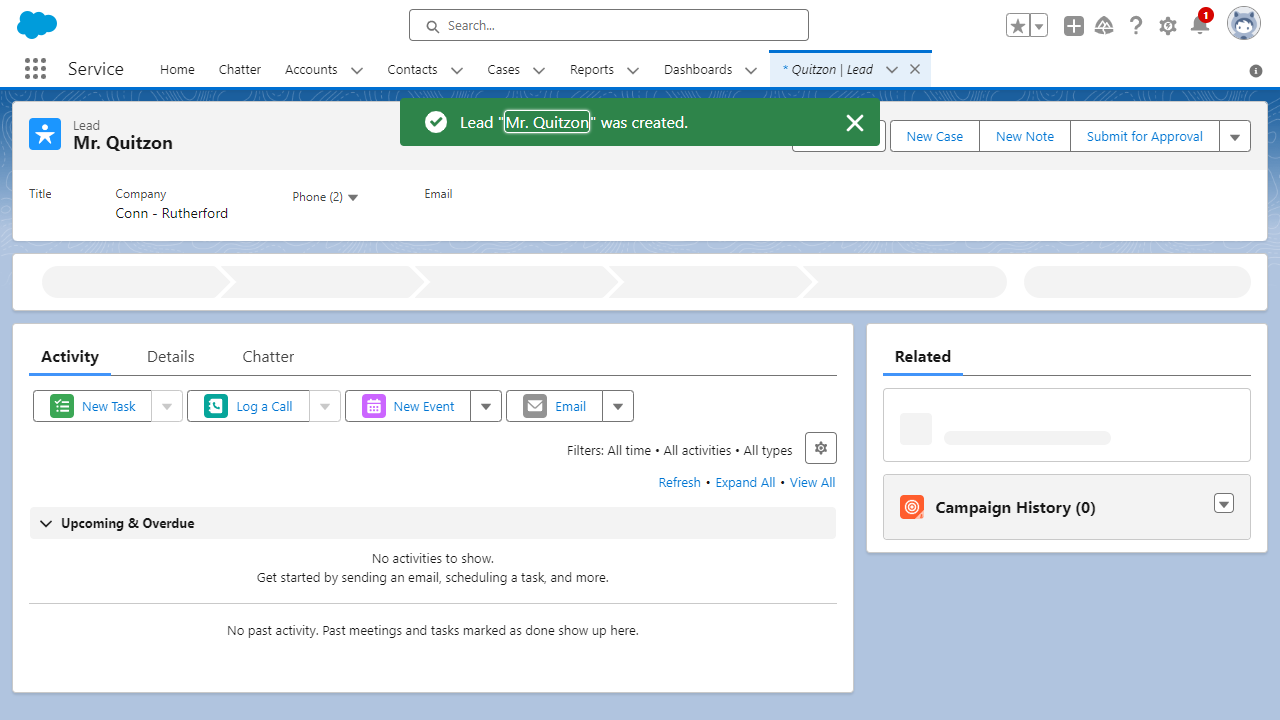 Search...
1
Service
Home
Chatter
Accounts
Contacts
Cases
Reports
Dashboards
* Quitzon | Lead
Lead "Mr. Quitzon" was created.
Lead
Mr. Quitzon
New Case
New Note
Submit for Approval
Title
Company
Conn - Rutherford
Phone (2)
Email
Activity
Details
Chatter
Related
New Task
Log a Call
New Event
Email
Filters: All time • All activities • All types
Refresh • Expand All • View All
Upcoming & Overdue
No activities to show.
Get started by sending an email, scheduling a task, and more.
No past activity. Past meetings and tasks marked as done show up here.
Campaign History (0)